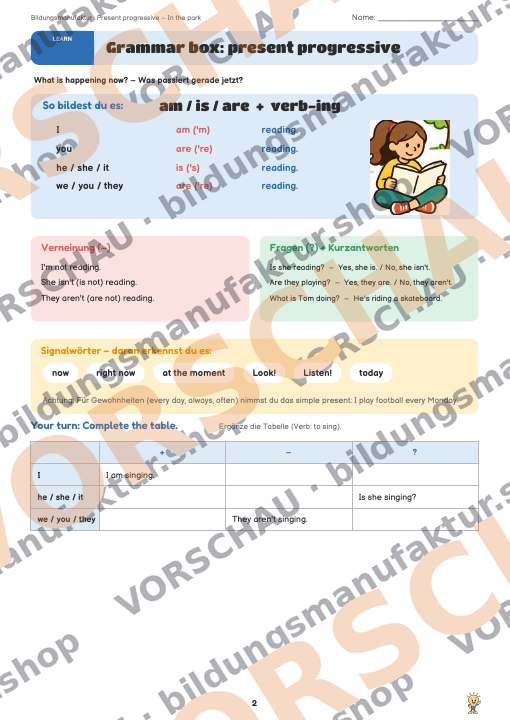 Bildungsmanufaktur: Present progressive – In the park
Name:
LEARN
Grammar box: present progressive
What is happening now? – Was passiert gerade jetzt?
So bildest du es: am / is / are + verb-ing
I am ('m) reading.
you are ('re) reading.
he / she / it is ('s) reading.
we / you / they are ('re) reading.
Verneinung (–)
I'm not reading.
She isn't (is not) reading.
They aren't (are not) reading.
Fragen (?) + Kurzantworten
Is she reading? – Yes, she is. / No, she isn't.
Are they playing? – Yes, they are. / No, they aren't.
What is Tom doing? – He's riding a skateboard.
Signalwörter – daran erkennst du es:
now right now at the moment Look! Listen! today
Achtung: Für Gewohnheiten (every day, always, often) nimmst du das simple present: I play football every Monday.
Your turn: Complete the table. Ergänze die Tabelle (Verb: to sing).
+ – ?
I I am singing.
he / she / it Is she singing?
we / you / they They aren't singing.
2
VORSCHAU · bildungsmanufaktur.shop
VORSCHAU